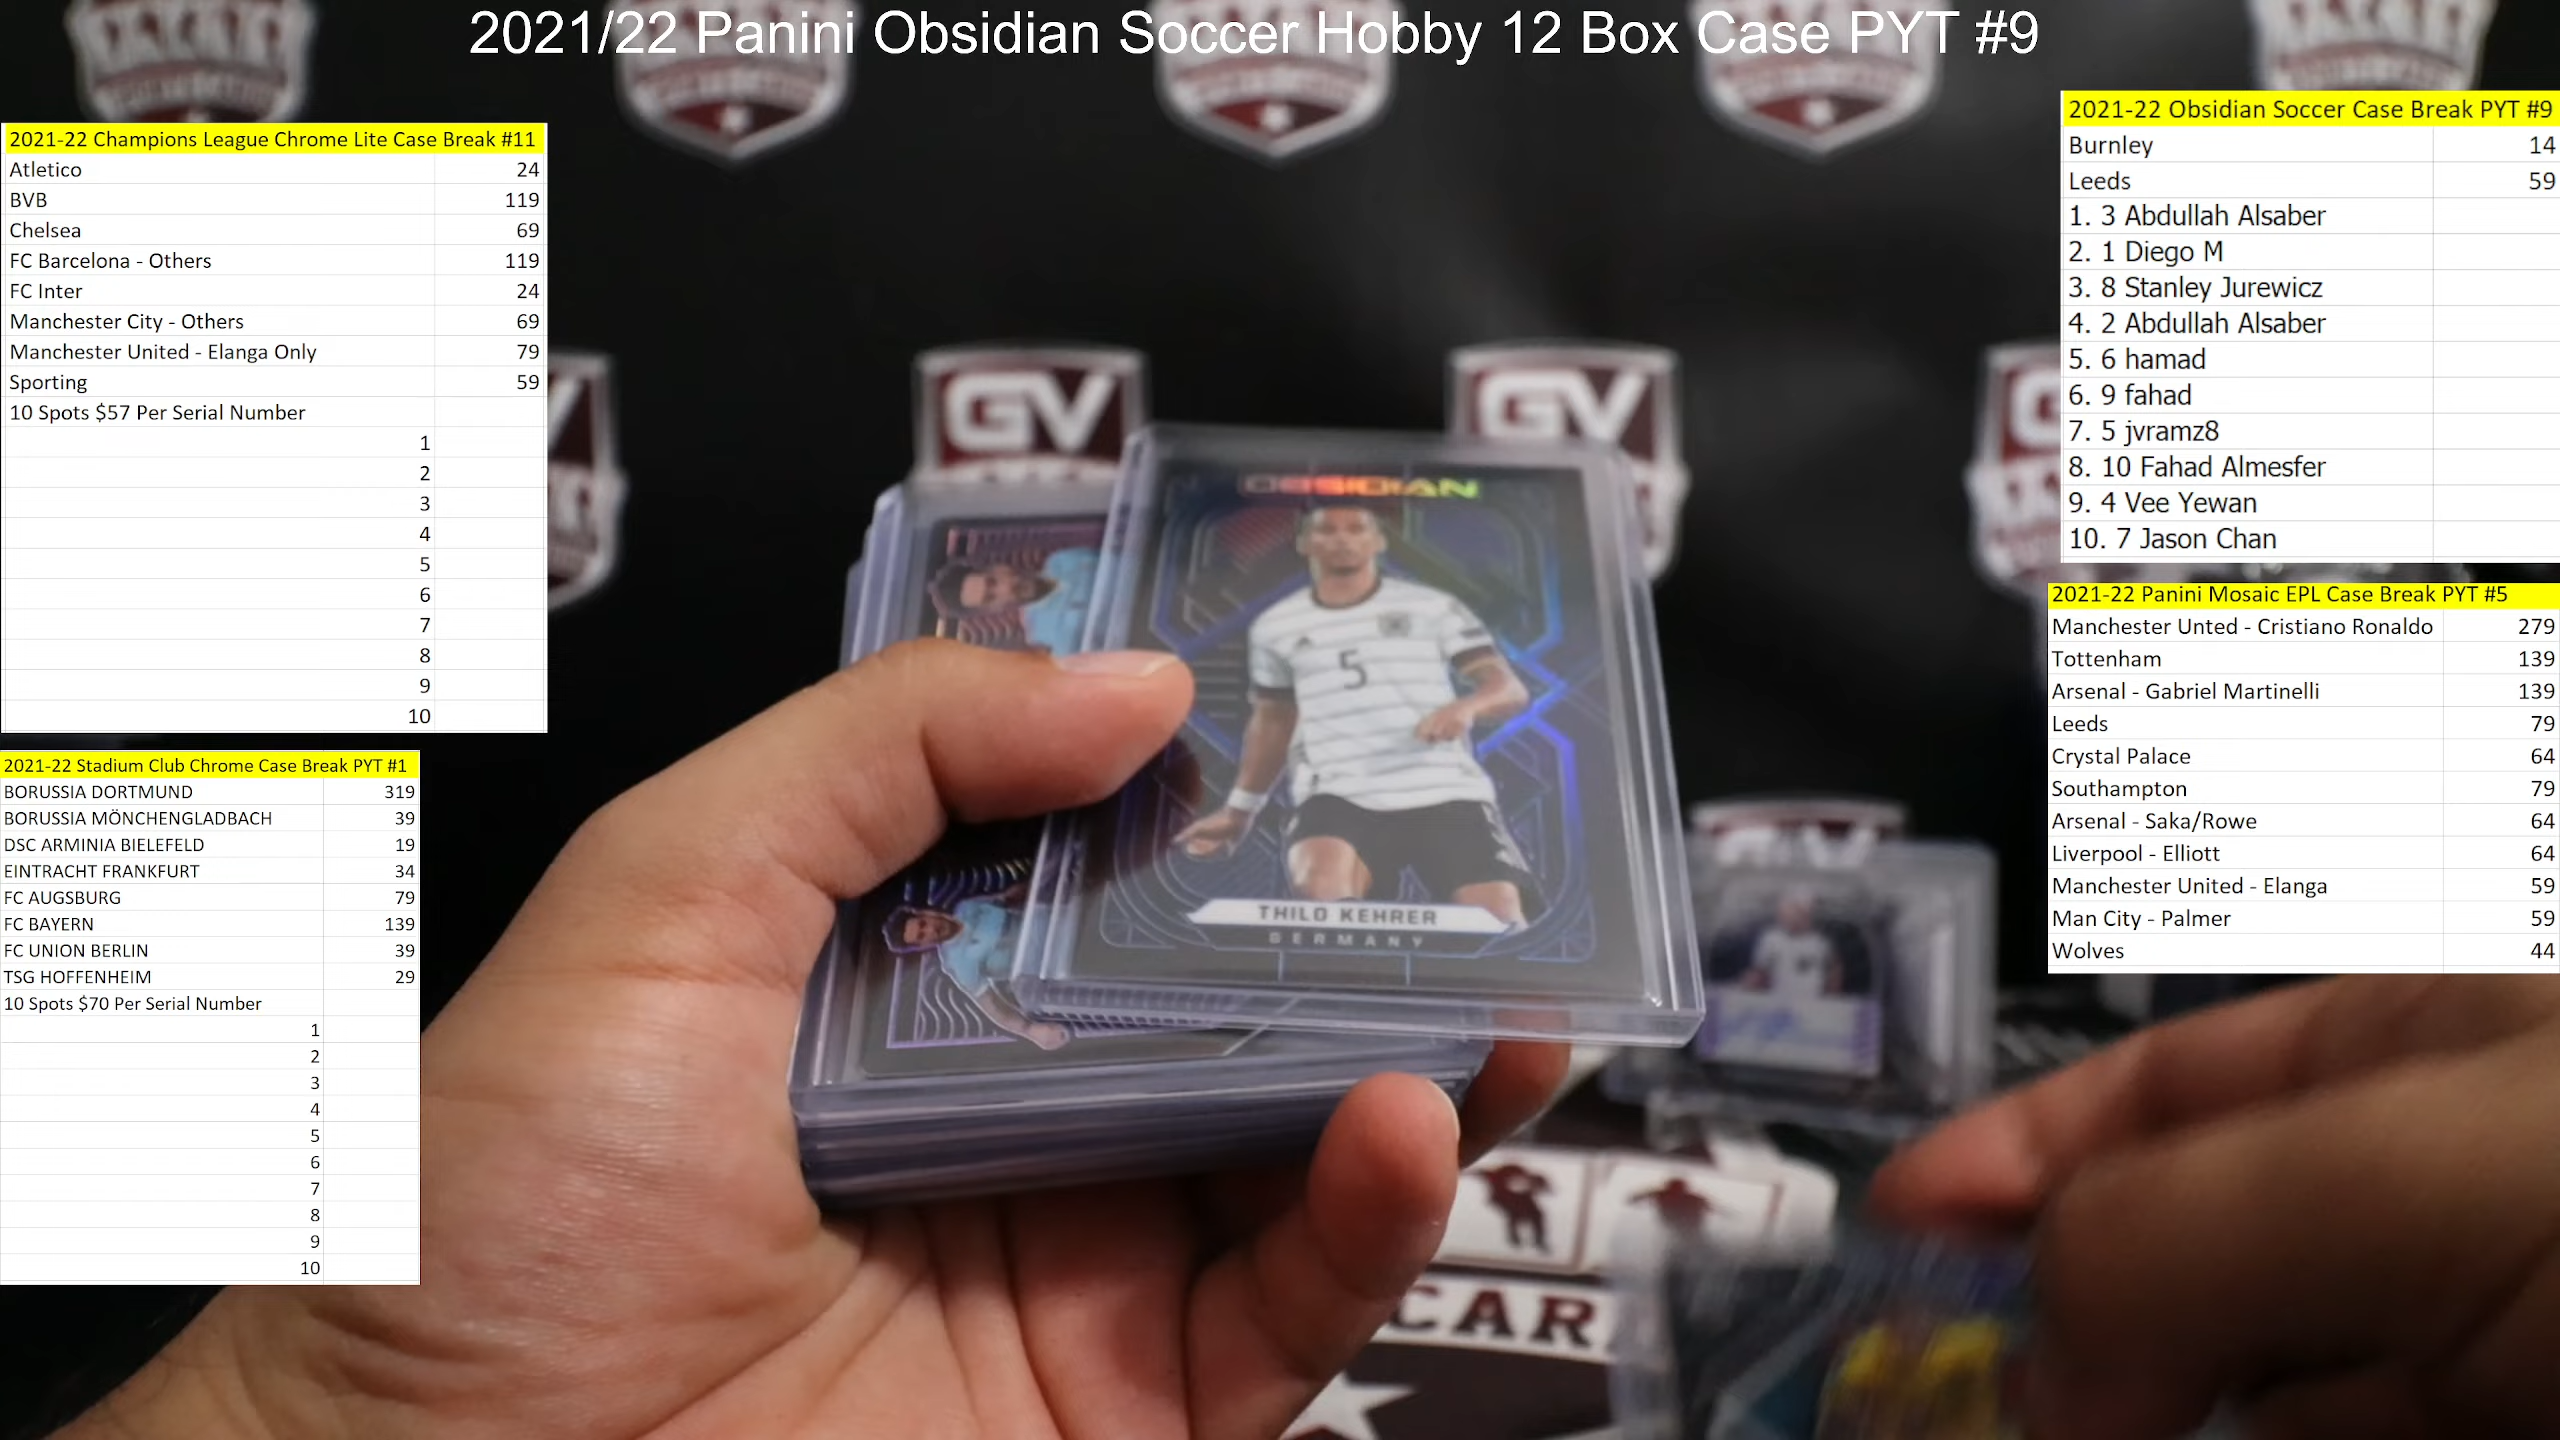 2021/22 Panini Obsidian Soccer Hobby 12 Box Case PYT #9
2021-22 Champions League Chrome Lite Case Break #11
Atletico 24
BVB 119
Chelsea 69
FC Barcelona - Others 119
FC Inter 24
Manchester City - Others 69
Manchester United - Elanga Only 79
Sporting 59
10 Spots $57 Per Serial Number
1
2
3
4
5
6
7
8
9
10
2021-22 Stadium Club Chrome Case Break PYT #1
BORUSSIA DORTMUND 319
BORUSSIA MÖNCHENGLADBACH 39
DSC ARMINIA BIELEFELD 19
EINTRACHT FRANKFURT 34
FC AUGSBURG 79
FC BAYERN 139
FC UNION BERLIN 39
TSG HOFFENHEIM 29
10 Spots $70 Per Serial Number
1
2
3
4
5
6
7
8
9
10
GV
GV
OBSIDIAN
5
THILO KEHRER
GERMANY
CAR
2021-22 Obsidian Soccer Case Break PYT #9
Burnley 14
Leeds 59
1. 3 Abdullah Alsaber
2. 1 Diego M
3. 8 Stanley Jurewicz
4. 2 Abdullah Alsaber
5. 6 hamad
6. 9 fahad
7. 5 jvramz8
8. 10 Fahad Almesfer
9. 4 Vee Yewan
10. 7 Jason Chan
2021-22 Panini Mosaic EPL Case Break PYT #5
Manchester Unted - Cristiano Ronaldo 279
Tottenham 139
Arsenal - Gabriel Martinelli 139
Leeds 79
Crystal Palace 64
Southampton 79
Arsenal - Saka/Rowe 64
Liverpool - Elliott 64
Manchester United - Elanga 59
Man City - Palmer 59
Wolves 44